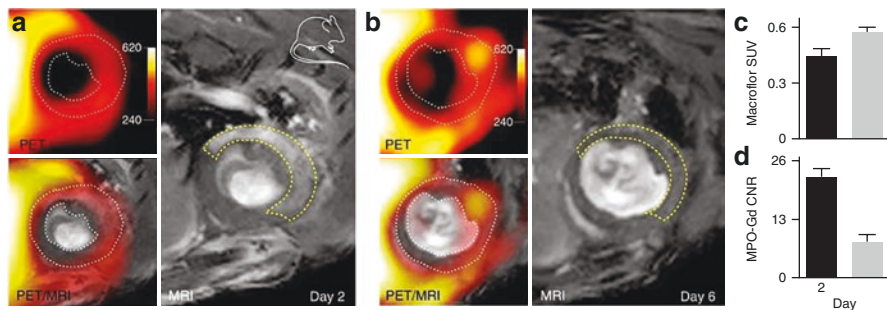 a
620
240
PET
PET/MRI
MRI
Day 2
b
620
240
PET
PET/MRI
MRI
Day 6
c
Macroflor SUV
0.6
0.3
0
d
MPO-Gd CNR
26
13
0
2
Day